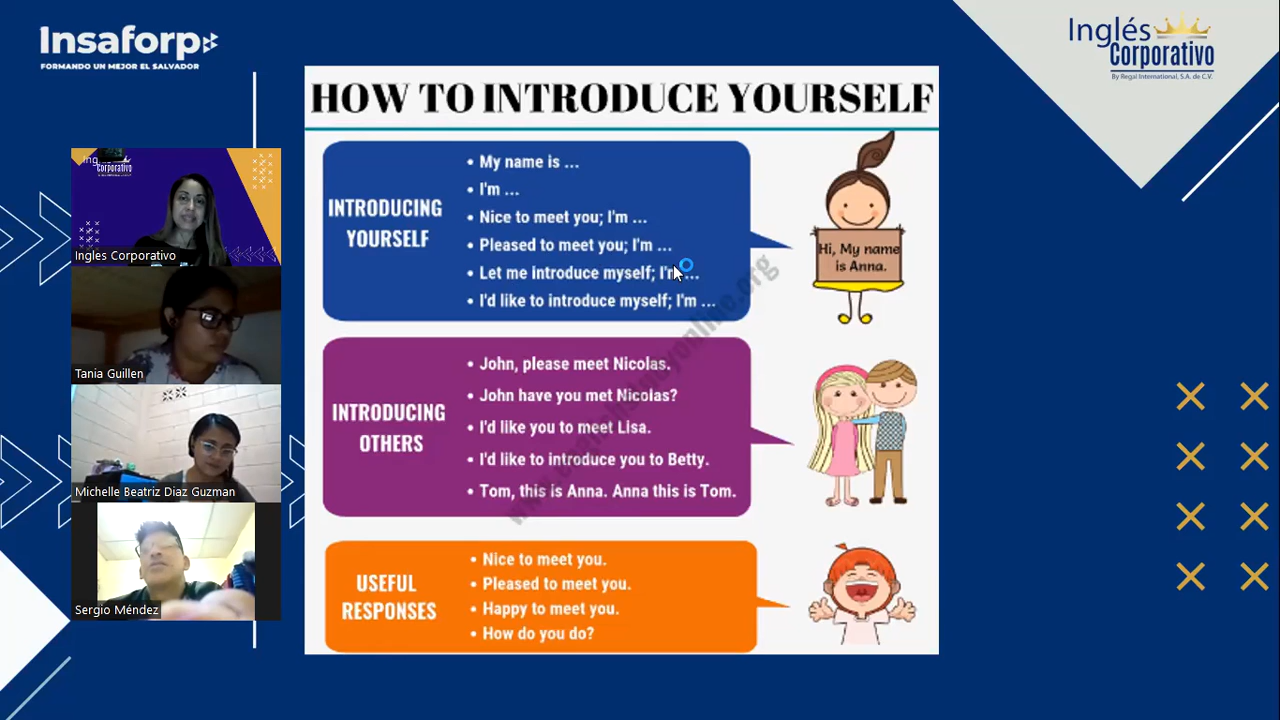 Insaforp
FORMANDO UN MEJOR EL SALVADOR
Inglés
Corporativo
By Regal International, S.A. de C.V.
HOW TO INTRODUCE YOURSELF
INTRODUCING
YOURSELF
• My name is ...
• I'm ...
• Nice to meet you; I'm ...
• Pleased to meet you; I'm ...
• Let me introduce myself; I'm ...
• I'd like to introduce myself; I'm ...
Hi, My name
is Anna.
INTRODUCING
OTHERS
• John, please meet Nicolas.
• John have you met Nicolas?
• I'd like you to meet Lisa.
• I'd like to introduce you to Betty.
• Tom, this is Anna. Anna this is Tom.
USEFUL
RESPONSES
• Nice to meet you.
• Pleased to meet you.
• Happy to meet you.
• How do you do?
Ing
Corporativo
Ingles Corporativo
Tania Guillen
Michelle Beatriz Diaz Guzman
Sergio Méndez